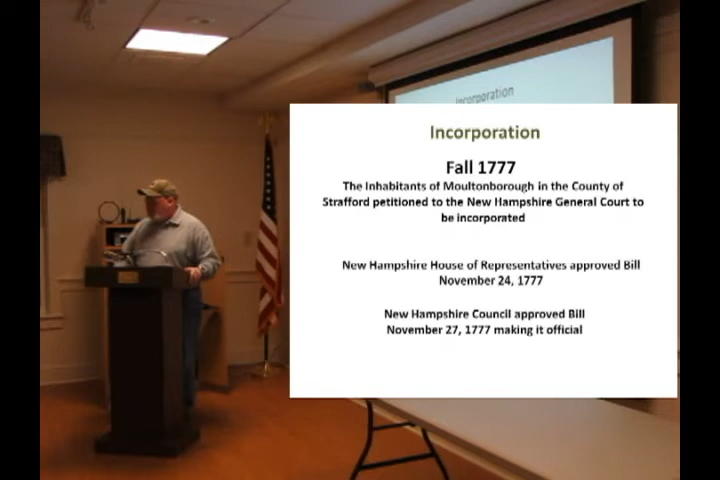 Incorporation
Incorporation
Fall 1777
The Inhabitants of Moultonborough in the County of
Strafford petitioned to the New Hampshire General Court to
be incorporated
New Hampshire House of Representatives approved Bill
November 24, 1777
New Hampshire Council approved Bill
November 27, 1777 making it official